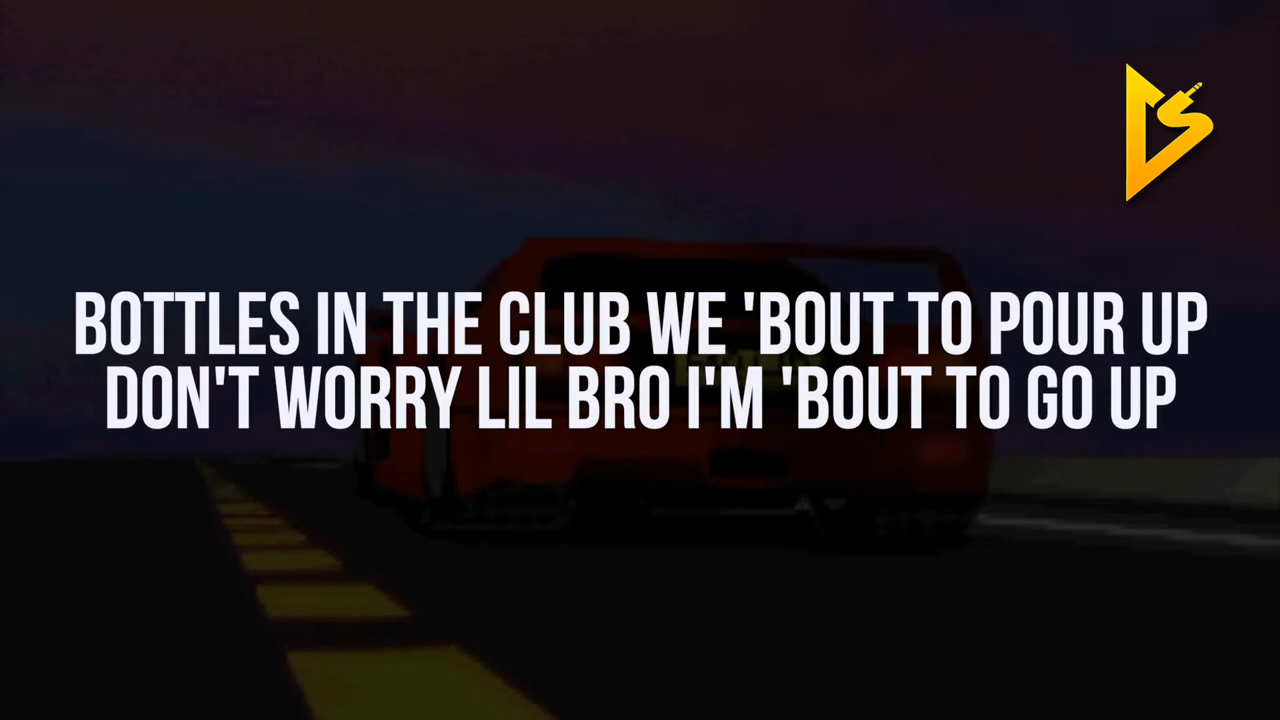 BOTTLES IN THE CLUB WE 'BOUT TO POUR UP
DON'T WORRY LIL BRO I'M 'BOUT TO GO UP